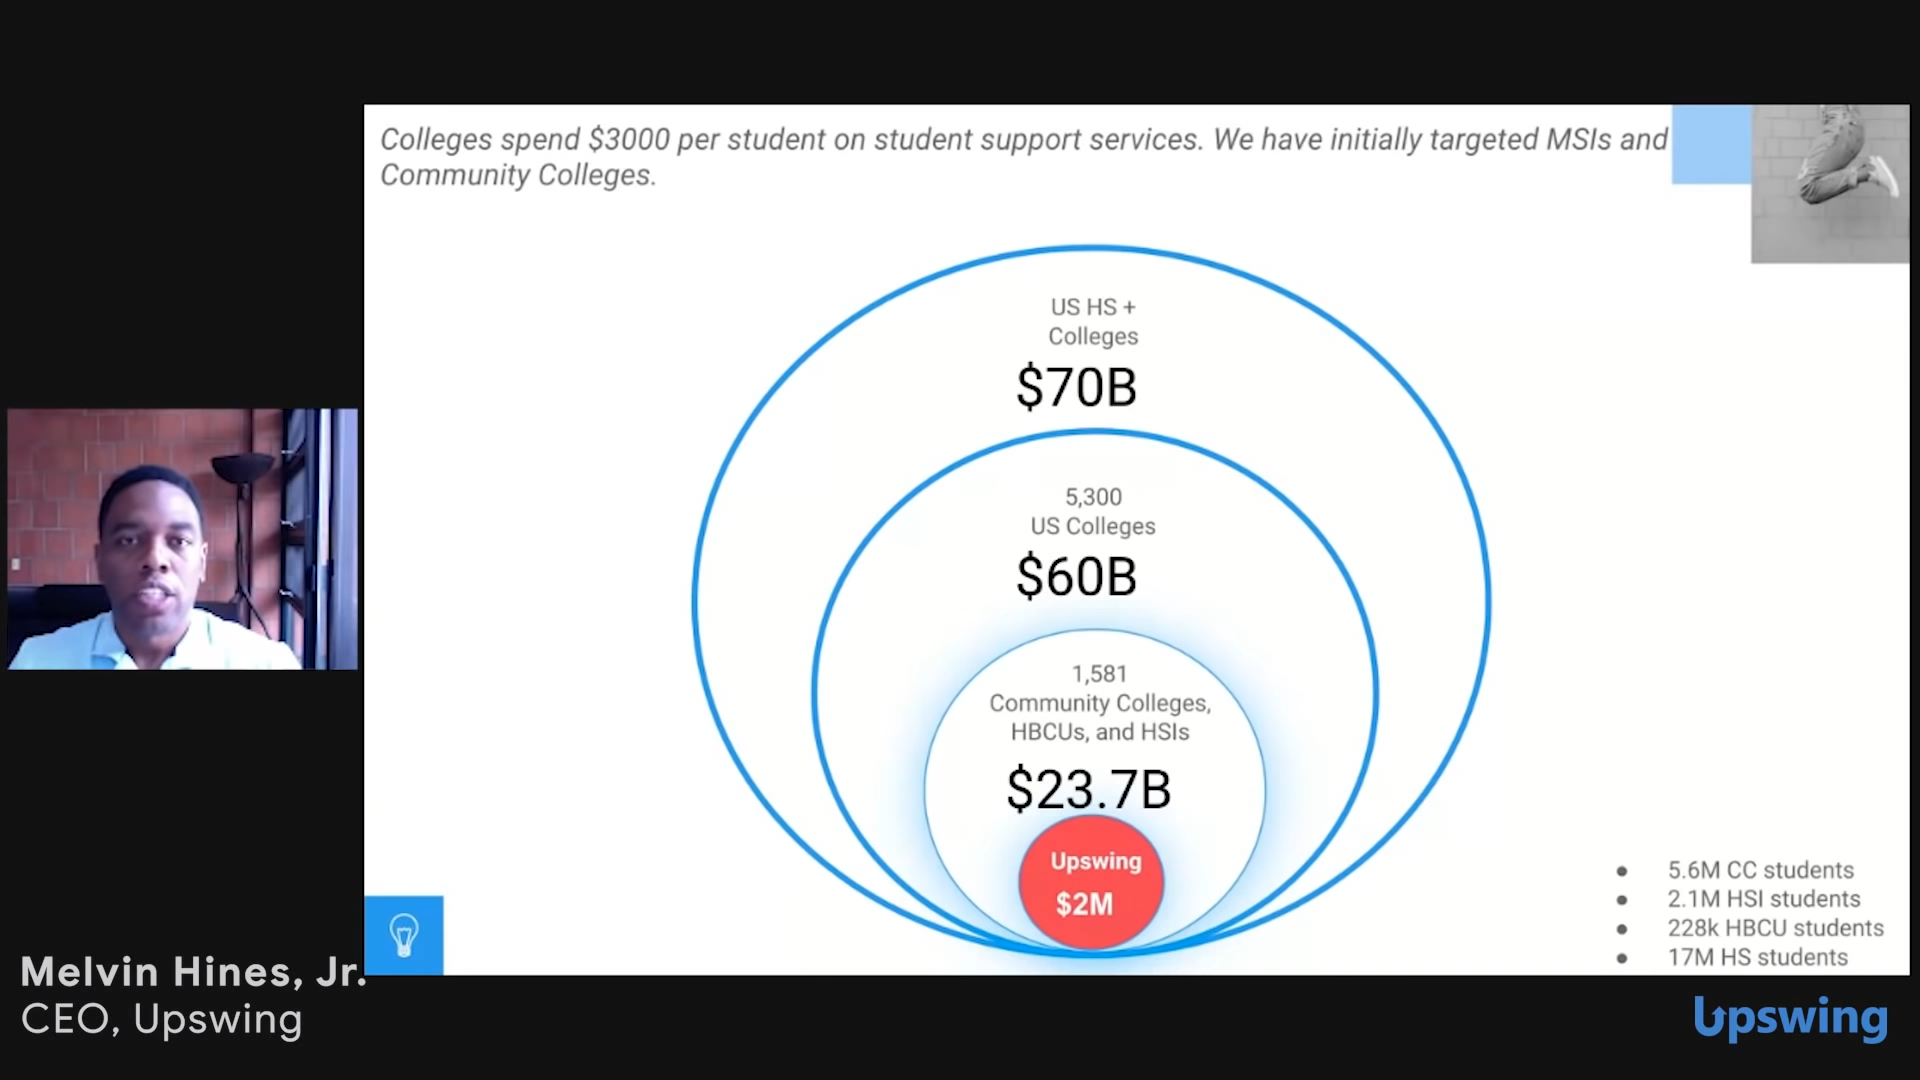 Colleges spend $3000 per student on student support services. We have initially targeted MSIs and
Community Colleges.
US HS +
Colleges
$70B
5,300
US Colleges
$60B
1,581
Community Colleges,
HBCUs, and HSIs
$23.7B
Upswing
$2M
5.6M CC students
2.1M HSI students
228k HBCU students
17M HS students
Melvin Hines, Jr.
CEO, Upswing
Upswing